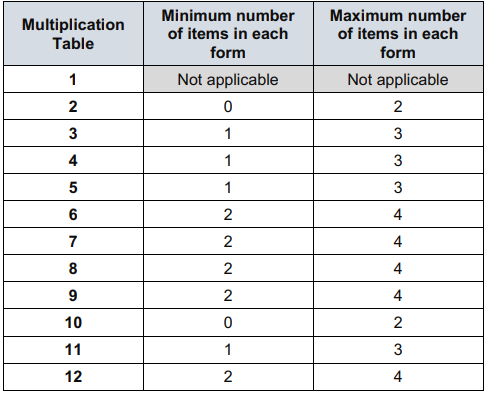 Multiplication Table | Minimum number of items in each form | Maximum number of items in each form
1 | Not applicable | Not applicable
2 | 0 | 2
3 | 1 | 3
4 | 1 | 3
5 | 1 | 3
6 | 2 | 4
7 | 2 | 4
8 | 2 | 4
9 | 2 | 4
10 | 0 | 2
11 | 1 | 3
12 | 2 | 4